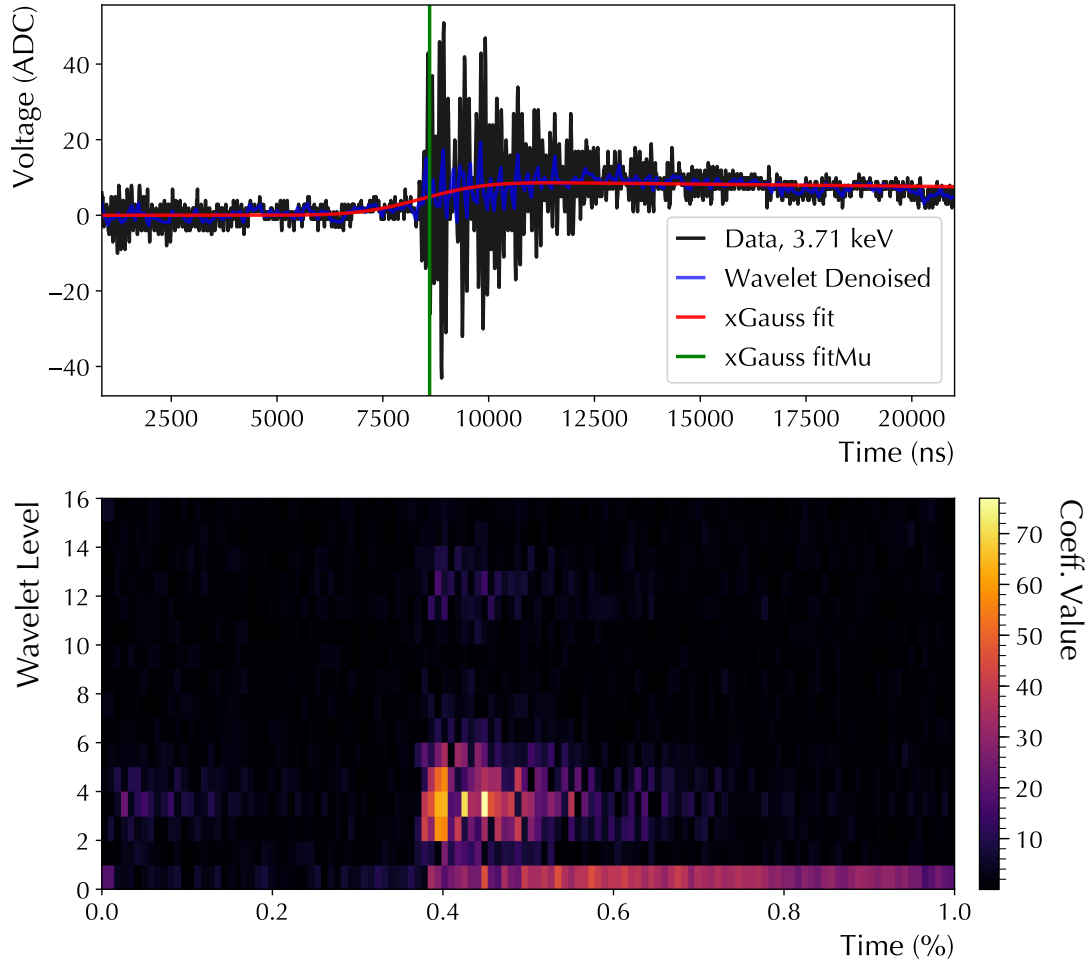 Voltage (ADC)
40
20
0
−20
−40
Data, 3.71 keV
Wavelet Denoised
xGauss fit
xGauss fitMu
2500 5000 7500 10000 12500 15000 17500 20000
Time (ns)
Wavelet Level
16
14
12
10
8
6
4
2
0
0.0 0.2 0.4 0.6 0.8 1.0
Time (%)
70
60
50
40
30
20
10
Coeff. Value